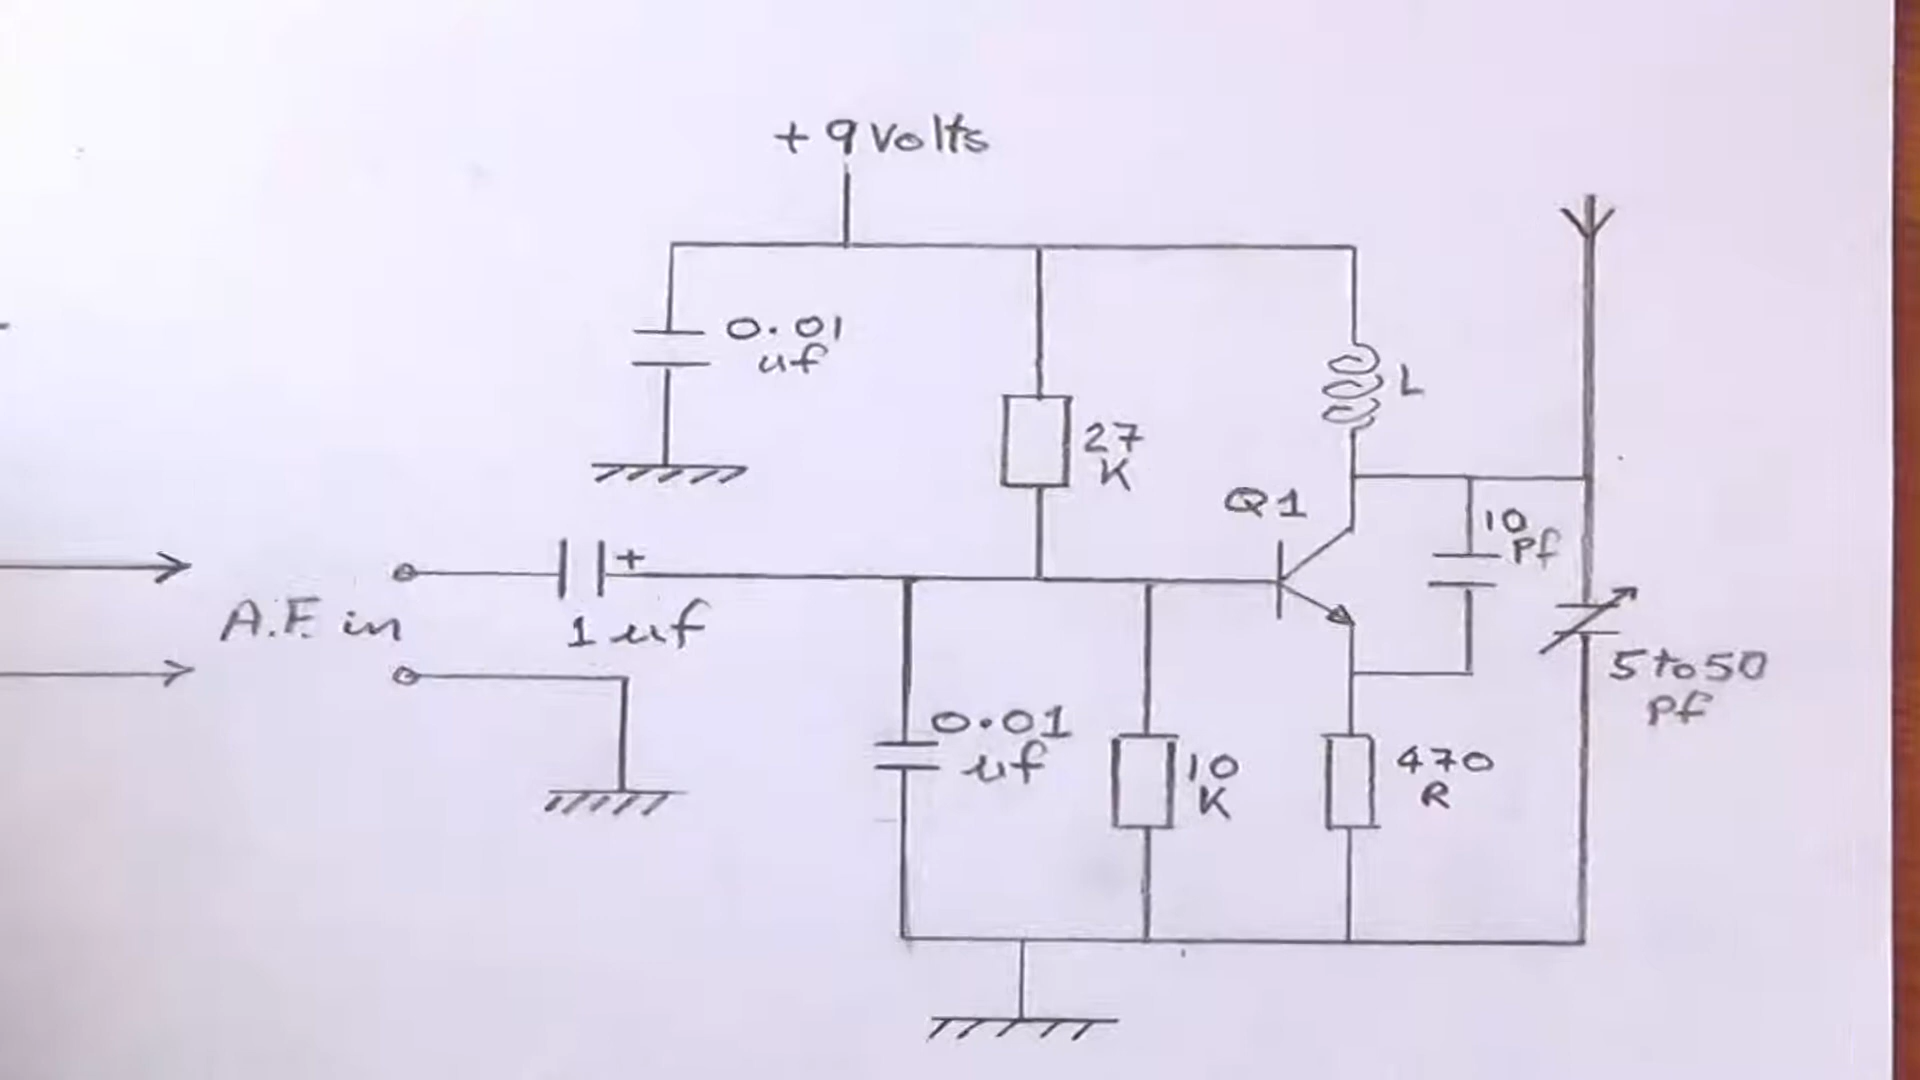 +9 volts
0.01
uf
27
K
L
Q1
10
Pf
A.F. in
1 uf
5 to 50
Pf
0.01
uf
10
K
470
R
+